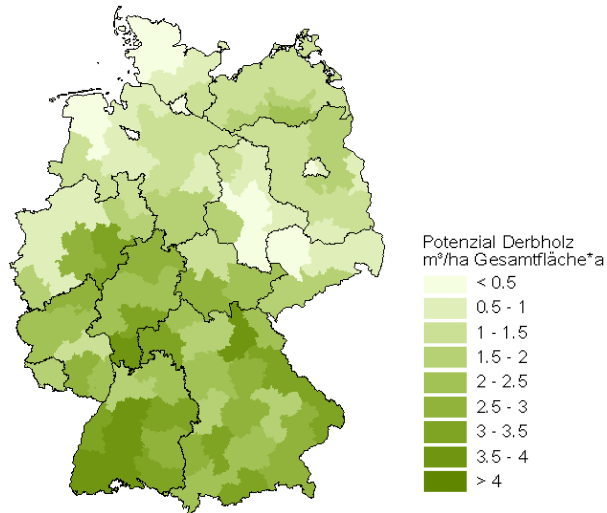 Potenzial Derbholz
m³/ha Gesamtfläche*a
< 0.5
0.5 - 1
1 - 1.5
1.5 - 2
2 - 2.5
2.5 - 3
3 - 3.5
3.5 - 4
> 4